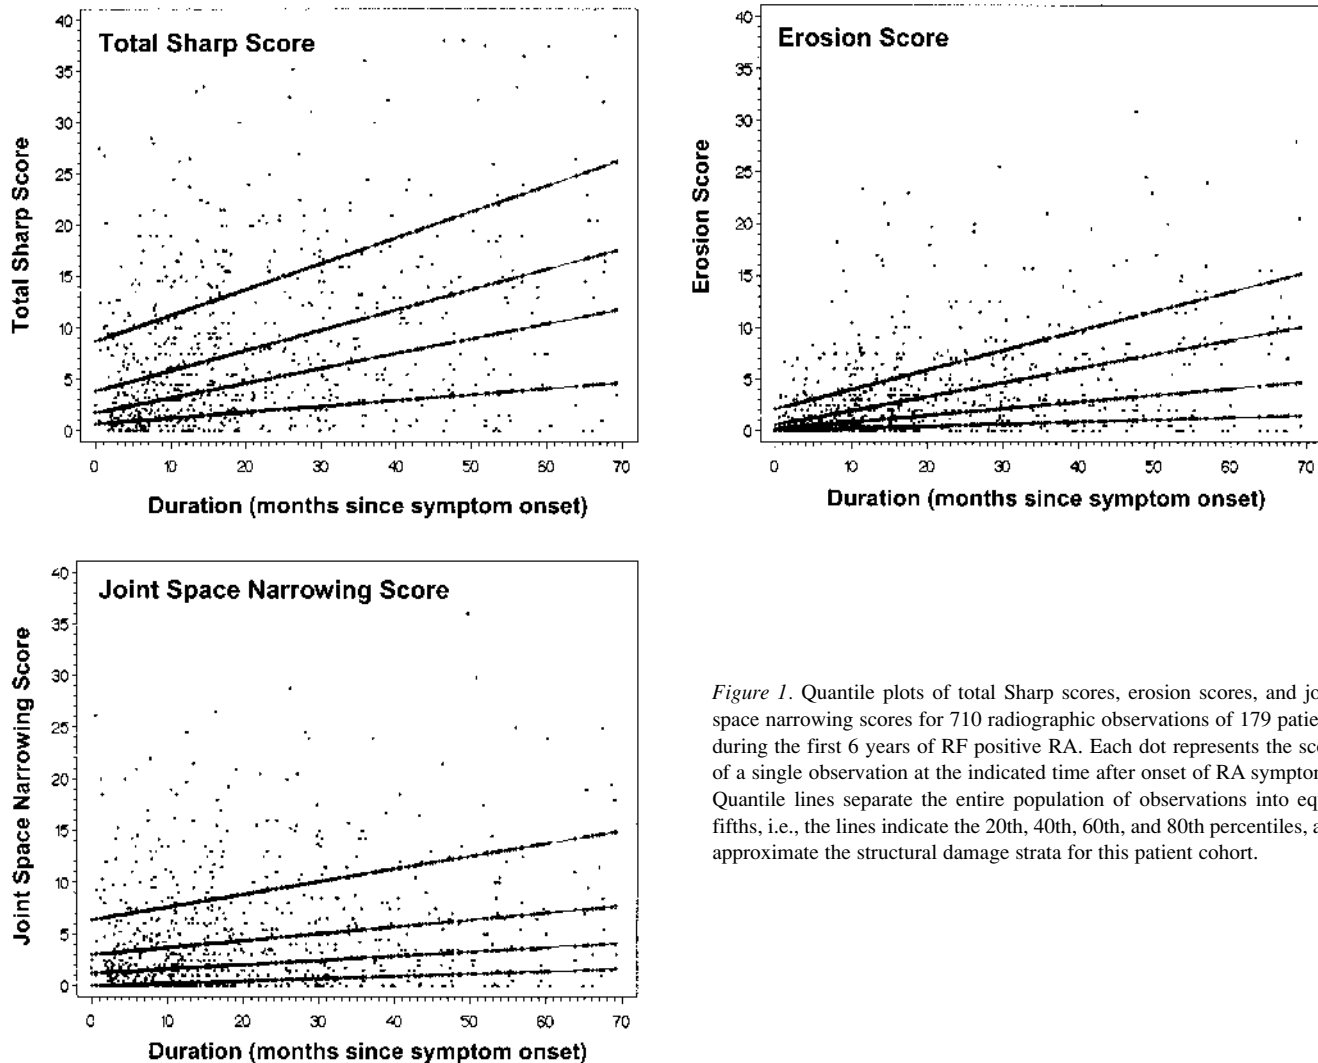 Total Sharp Score
40
35
30
25
20
15
10
5
0
Total Sharp Score
0 10 20 30 40 50 60 70
Duration (months since symptom onset)
Erosion Score
40
35
30
25
20
15
10
5
0
Erosion Score
0 10 20 30 40 50 60 70
Duration (months since symptom onset)
Joint Space Narrowing Score
40
35
30
25
20
15
10
5
0
Joint Space Narrowing Score
0 10 20 30 40 50 60 70
Duration (months since symptom onset)
Figure 1. Quantile plots of total Sharp scores, erosion scores, and jo
space narrowing scores for 710 radiographic observations of 179 patie
during the first 6 years of RF positive RA. Each dot represents the sco
of a single observation at the indicated time after onset of RA symptom
Quantile lines separate the entire population of observations into equ
fifths, i.e., the lines indicate the 20th, 40th, 60th, and 80th percentiles, a
approximate the structural damage strata for this patient cohort.